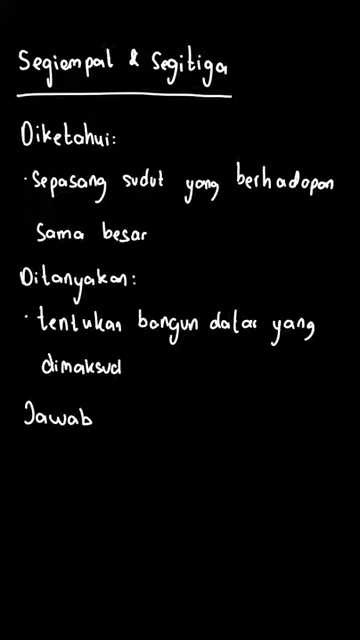 Segiempat & Segitiga
Diketahui:
• Sepasang sudut yang berhadapan
sama besar
Ditanyakan:
• tentukan bangun datar yang
dimaksud
Jawab